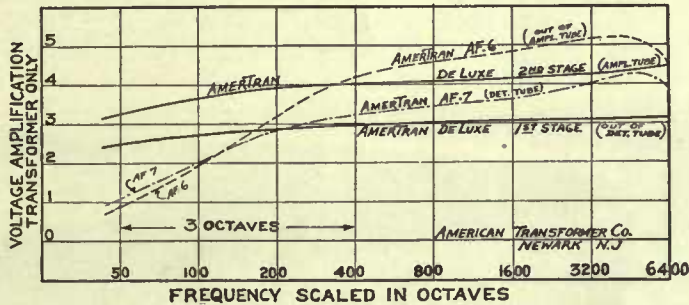 VOLTAGE AMPLIFICATION
TRANSFORMER ONLY
5
4
3
2
1
0
AMERTRAN AF-6 (OUT OF AMPL. TUBE)
AMERTRAN DE LUXE 2ND STAGE (AMPL. TUBE)
AMERTRAN AF-7 (DET. TUBE)
AMERTRAN DE LUXE 1ST STAGE (OUT OF DET. TUBE)
AF 7
AF 6
3 OCTAVES
AMERICAN TRANSFORMER CO.
NEWARK N.J
50 100 200 400 800 1600 3200 6400
FREQUENCY SCALED IN OCTAVES